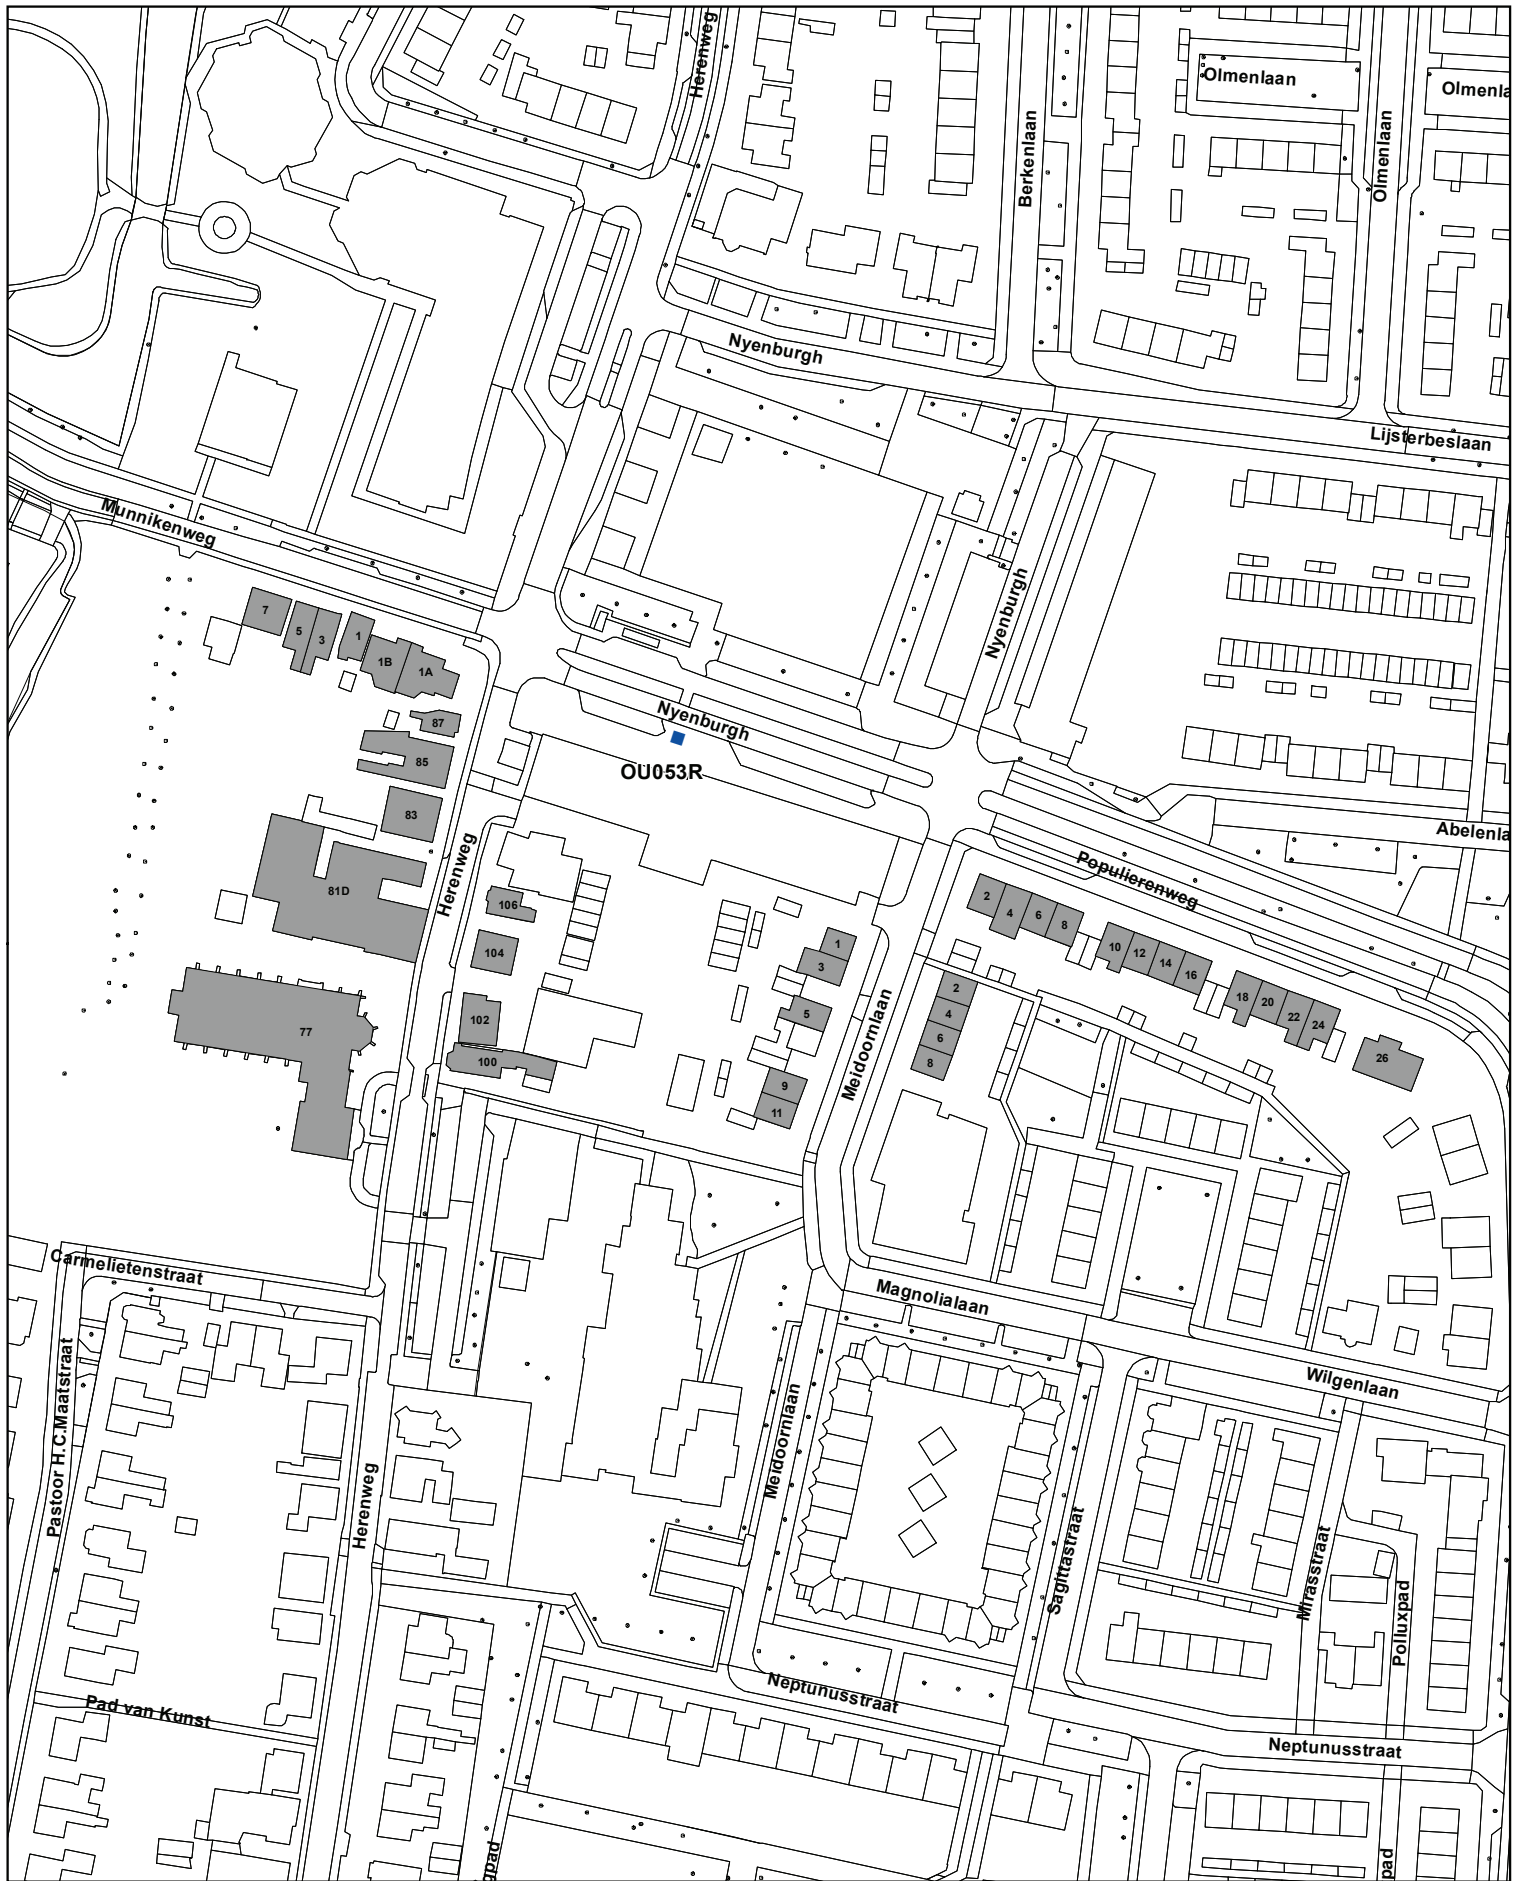 Herenweg
Olmenlaan
Olmenla
Berkenlaan
Olmenlaan
Nyenburgh
Lijsterbeslaan
Munnikenweg
Nyenburgh
7
5
3
1
1B
1A
87
85
83
81D
77
Nyenburgh
OU053R
Abelenla
Populierenweg
Herenweg
106
104
102
100
1
3
5
9
11
Meidoornlaan
2
4
6
8
2
4
6
8
10
12
14
16
18
20
22
24
26
Carmelietenstraat
Pastoor H.C.Maatstraat
Magnolialaan
Wilgenlaan
Meidoornlaan
Herenweg
Sagittastraat
Mirasstraat
Polluxpad
Pad van Kunst
Neptunusstraat
Neptunusstraat
gpad
pad